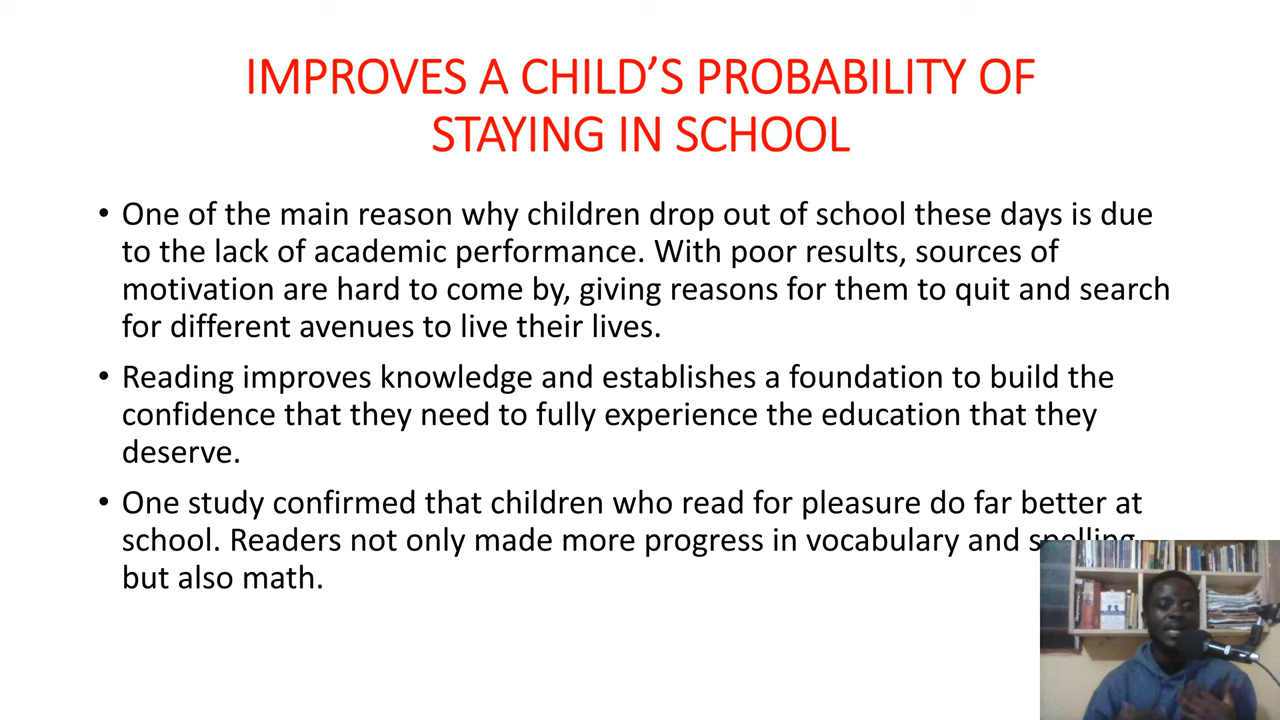 IMPROVES A CHILD’S PROBABILITY OF
STAYING IN SCHOOL
• One of the main reason why children drop out of school these days is due
to the lack of academic performance. With poor results, sources of
motivation are hard to come by, giving reasons for them to quit and search
for different avenues to live their lives.
• Reading improves knowledge and establishes a foundation to build the
confidence that they need to fully experience the education that they
deserve.
• One study confirmed that children who read for pleasure do far better at
school. Readers not only made more progress in vocabulary and spelling
but also math.